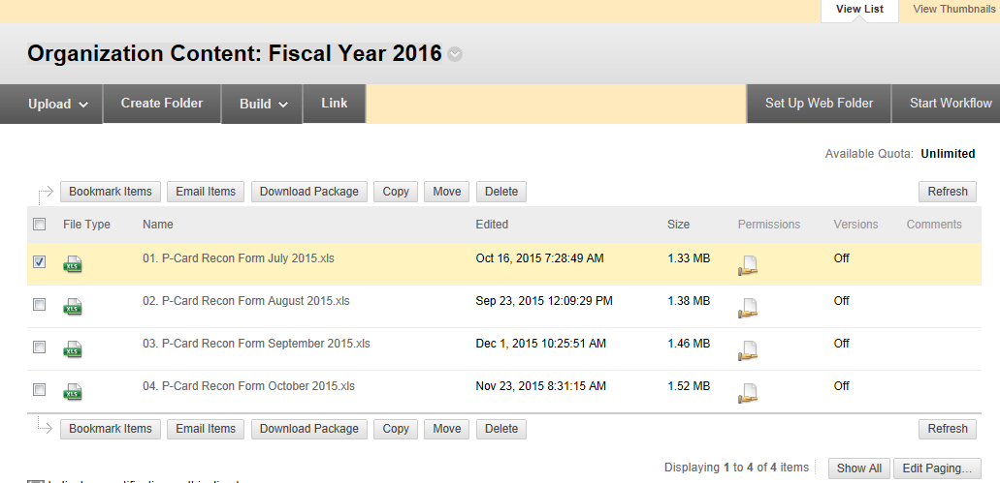 View List View Thumbnails
Organization Content: Fiscal Year 2016
Upload Create Folder Build Link Set Up Web Folder Start Workflow
Available Quota: Unlimited
Bookmark Items Email Items Download Package Copy Move Delete Refresh
File Type Name Edited Size Permissions Versions Comments
XLS 01. P-Card Recon Form July 2015.xls Oct 16, 2015 7:28:49 AM 1.33 MB Off
XLS 02. P-Card Recon Form August 2015.xls Sep 23, 2015 12:09:29 PM 1.38 MB Off
XLS 03. P-Card Recon Form September 2015.xls Dec 1, 2015 10:25:51 AM 1.46 MB Off
XLS 04. P-Card Recon Form October 2015.xls Nov 23, 2015 8:31:15 AM 1.52 MB Off
Bookmark Items Email Items Download Package Copy Move Delete Refresh
Displaying 1 to 4 of 4 items Show All Edit Paging...